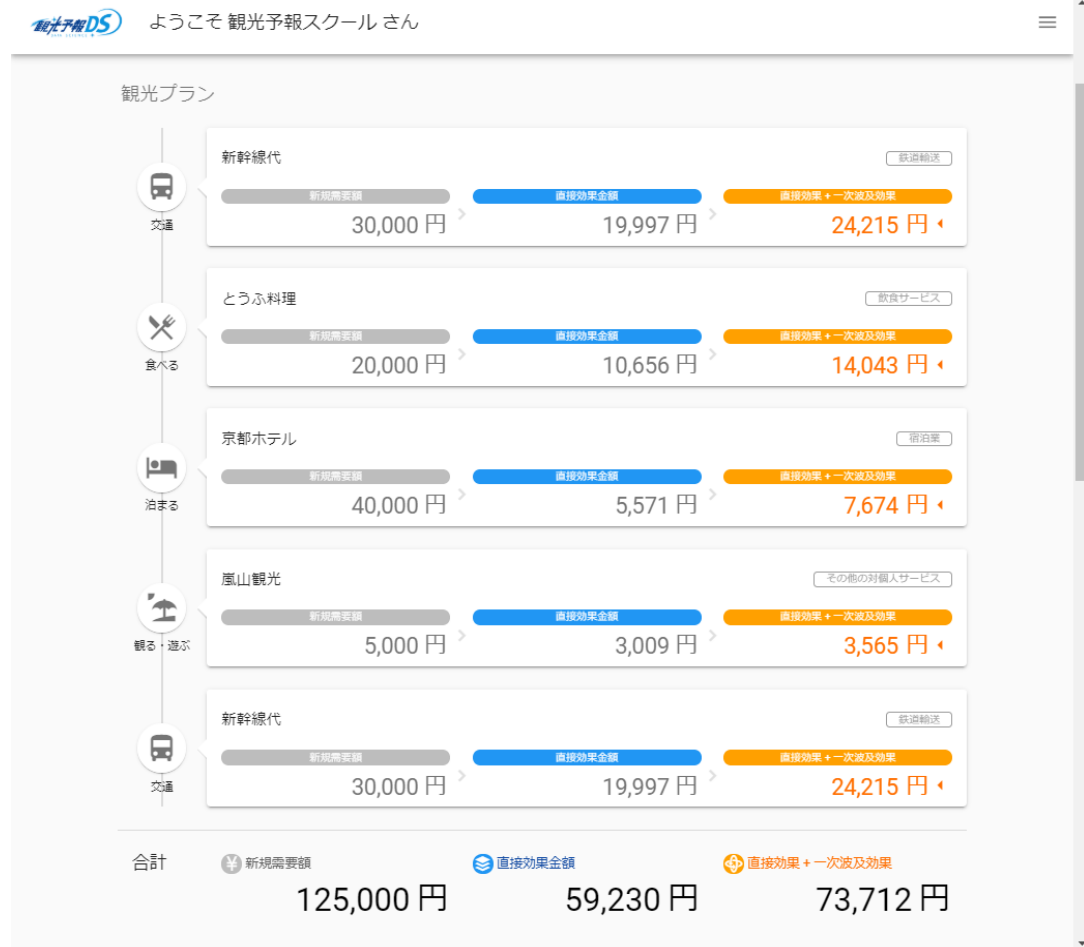 観光予報DS
ようこそ 観光予報スクール さん
観光プラン
交通
新幹線代
鉄道輸送
新規需要額
直接効果金額
直接効果 + 一次波及効果
30,000 円
19,997 円
24,215 円
食べる
とうふ料理
飲食サービス
新規需要額
直接効果金額
直接効果 + 一次波及効果
20,000 円
10,656 円
14,043 円
泊まる
京都ホテル
宿泊業
新規需要額
直接効果金額
直接効果 + 一次波及効果
40,000 円
5,571 円
7,674 円
観る・遊ぶ
嵐山観光
その他の対個人サービス
新規需要額
直接効果金額
直接効果 + 一次波及効果
5,000 円
3,009 円
3,565 円
交通
新幹線代
鉄道輸送
新規需要額
直接効果金額
直接効果 + 一次波及効果
30,000 円
19,997 円
24,215 円
合計
新規需要額
直接効果金額
直接効果 + 一次波及効果
125,000 円
59,230 円
73,712 円